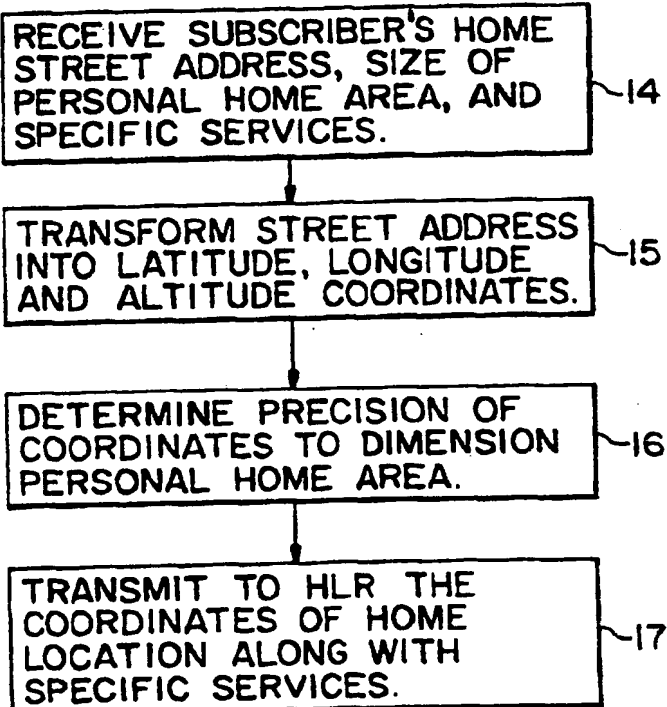 RECEIVE SUBSCRIBER'S HOME
STREET ADDRESS, SIZE OF
PERSONAL HOME AREA, AND
SPECIFIC SERVICES.
14
TRANSFORM STREET ADDRESS
INTO LATITUDE, LONGITUDE
AND ALTITUDE COORDINATES.
15
DETERMINE PRECISION OF
COORDINATES TO DIMENSION
PERSONAL HOME AREA.
16
TRANSMIT TO HLR THE
COORDINATES OF HOME
LOCATION ALONG WITH
SPECIFIC SERVICES.
17